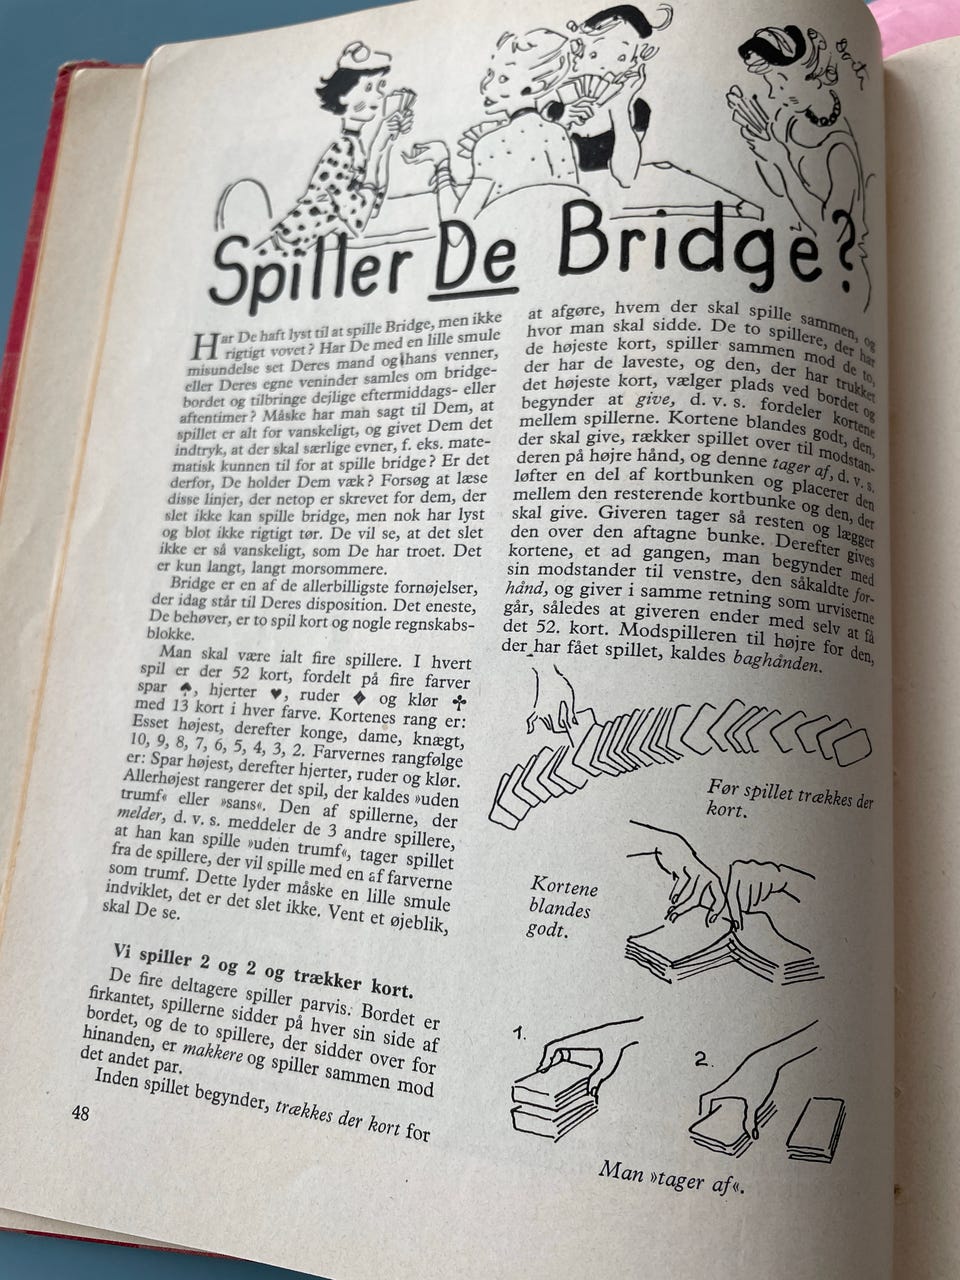 Spiller De Bridge?
Har De haft lyst til at spille Bridge, men ikke
rigtigt vovet? Har De med en lille smule
misundelse set Deres mand og hans venner,
eller Deres egne veninder samles om bridge-
bordet og tilbringe dejlige eftermiddags- eller
aftentimer? Måske har man sagt til Dem, at
spillet er alt for vanskeligt, og givet Dem det
indtryk, at der skal særlige evner, f. eks. mate-
matisk kunnen til for at spille bridge? Er det
derfor, De holder Dem væk? Forsøg at læse
disse linjer, der netop er skrevet for dem, der
slet ikke kan spille bridge, men nok har lyst
og blot ikke rigtigt tør. De vil se, at det slet
ikke er så vanskeligt, som De har troet. Det
er kun langt, langt morsommere.
Bridge er en af de allerbilligste fornøjelser,
der idag står til Deres disposition. Det eneste,
De behøver, er to spil kort og nogle regnskabs-
blokke.
Man skal være ialt fire spillere. I hvert
spil er der 52 kort, fordelt på fire farver
spar ♠, hjerter ♥, ruder ♦ og klør ♣
med 13 kort i hver farve. Kortenes rang er:
Esset højest, derefter konge, dame, knægt,
10, 9, 8, 7, 6, 5, 4, 3, 2. Farvernes rangfølge
er: Spar højest, derefter hjerter, ruder og klør.
Allerhøjest rangerer det spil, der kaldes »uden
trumf« eller »sans«. Den af spillerne, der
melder, d. v. s. meddeler de 3 andre spillere,
at han kan spille »uden trumf«, tager spillet
fra de spillere, der vil spille med en af farverne
som trumf. Dette lyder måske en lille smule
indviklet, det er det slet ikke. Vent et øjeblik,
skal De se.
Vi spiller 2 og 2 og trækker kort.
De fire deltagere spiller parvis. Bordet er
firkantet, spillerne sidder på hver sin side af
bordet, og de to spillere, der sidder over for
hinanden, er makkere og spiller sammen mod
det andet par.
Inden spillet begynder, trækkes der kort for
48
at afgøre, hvem der skal spille sammen, og
hvor man skal sidde. De to spillere, der har
de højeste kort, spiller sammen mod de to,
der har de laveste, og den, der har trukket
det højeste kort, vælger plads ved bordet og
begynder at give, d. v. s. fordeler kortene
mellem spillerne. Kortene blandes godt, den,
der skal give, rækker spillet over til modstan-
deren på højre hånd, og denne tager af, d. v. s.
løfter en del af kortbunken og placerer den
mellem den resterende kortbunke og den, der
skal give. Giveren tager så resten og lægger
den over den aftagne bunke. Derefter gives
kortene, et ad gangen, man begynder med
sin modstander til venstre, den såkaldte for-
hånd, og giver i samme retning som urviserne
går, således at giveren ender med selv at få
det 52. kort. Modspilleren til højre for den,
der har fået spillet, kaldes baghånden.
Før spillet trækkes der
kort.
Kortene
blandes
godt.
1.
2.
Man »tager af«.